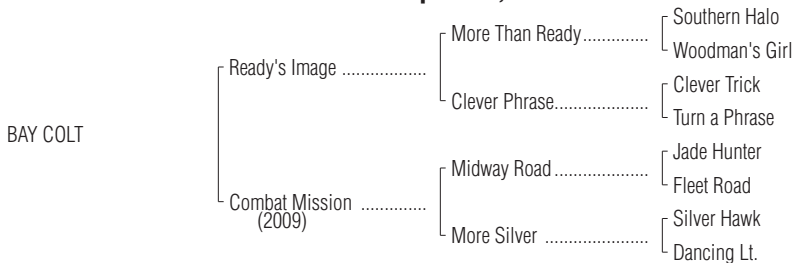 Southern Halo
More Than Ready..............
Woodman's Girl
Ready's Image ..................
Clever Trick
Clever Phrase....................
Turn a Phrase
BAY COLT
Jade Hunter
Midway Road....................
Fleet Road
Combat Mission ..............
(2009)
Silver Hawk
More Silver ......................
Dancing Lt.